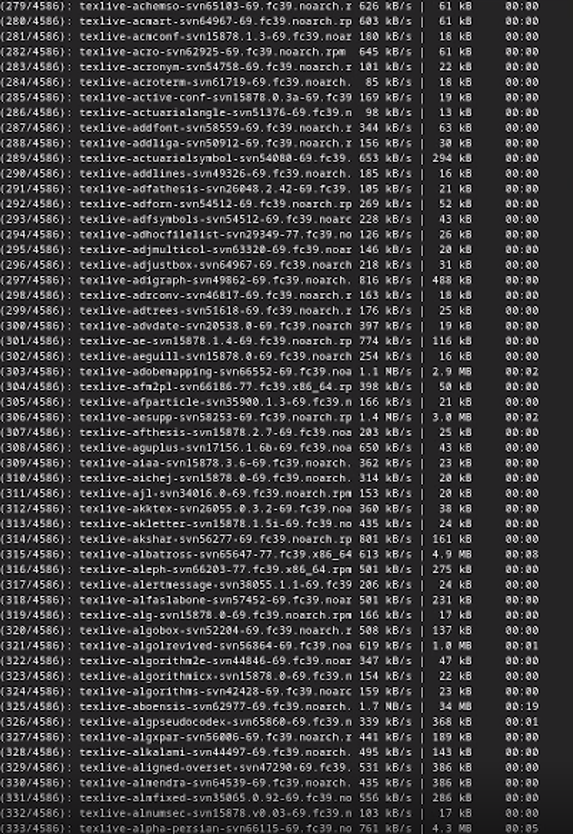 (279/4586): texlive-achemso-svn65103-69.fc39.noarch.r 626 kB/s | 61 kB 00:00
(280/4586): texlive-acmart-svn64967-69.fc39.noarch.rp 603 kB/s | 61 kB 00:00
(281/4586): texlive-acmconf-svn15878.1.3-69.fc39.noar 180 kB/s | 18 kB 00:00
(282/4586): texlive-acro-svn62925-69.fc39.noarch.rpm 645 kB/s | 61 kB 00:00
(283/4586): texlive-acronym-svn54758-69.fc39.noarch.r 101 kB/s | 22 kB 00:00
(284/4586): texlive-acroterm-svn61719-69.fc39.noarch. 85 kB/s | 18 kB 00:00
(285/4586): texlive-active-conf-svn15878.0.3a-69.fc39 169 kB/s | 19 kB 00:00
(286/4586): texlive-actuarialangle-svn51376-69.fc39.n 98 kB/s | 13 kB 00:00
(287/4586): texlive-addfont-svn58559-69.fc39.noarch.r 344 kB/s | 63 kB 00:00
(288/4586): texlive-addliga-svn50912-69.fc39.noarch.r 156 kB/s | 30 kB 00:00
(289/4586): texlive-actuarialsymbol-svn54080-69.fc39. 653 kB/s | 294 kB 00:00
(290/4586): texlive-addlines-svn49326-69.fc39.noarch. 185 kB/s | 16 kB 00:00
(291/4586): texlive-adfathesis-svn26048.2.42-69.fc39. 105 kB/s | 21 kB 00:00
(292/4586): texlive-adforn-svn54512-69.fc39.noarch.rp 269 kB/s | 52 kB 00:00
(293/4586): texlive-adfsymbols-svn54512-69.fc39.noarc 228 kB/s | 43 kB 00:00
(294/4586): texlive-adhocfilelist-svn29349-77.fc39.no 126 kB/s | 26 kB 00:00
(295/4586): texlive-adjmulticol-svn63320-69.fc39.noar 146 kB/s | 20 kB 00:00
(296/4586): texlive-adjustbox-svn64967-69.fc39.noarch 218 kB/s | 31 kB 00:00
(297/4586): texlive-adigraph-svn49862-69.fc39.noarch. 816 kB/s | 488 kB 00:00
(298/4586): texlive-adrconv-svn46817-69.fc39.noarch.r 163 kB/s | 18 kB 00:00
(299/4586): texlive-adtrees-svn51618-69.fc39.noarch.r 176 kB/s | 25 kB 00:00
(300/4586): texlive-advdate-svn20538.0-69.fc39.noarch 397 kB/s | 19 kB 00:00
(301/4586): texlive-ae-svn15878.1.4-69.fc39.noarch.rp 774 kB/s | 116 kB 00:00
(302/4586): texlive-aeguill-svn15878.0-69.fc39.noarch 254 kB/s | 16 kB 00:00
(303/4586): texlive-adobemapping-svn66552-69.fc39.noa 1.1 MB/s | 2.9 MB 00:02
(304/4586): texlive-afm2pl-svn66186-77.fc39.x86_64.rp 398 kB/s | 50 kB 00:00
(305/4586): texlive-afparticle-svn35900.1.3-69.fc39.n 166 kB/s | 21 kB 00:00
(306/4586): texlive-aesupp-svn58253-69.fc39.noarch.rp 1.4 MB/s | 3.0 MB 00:02
(307/4586): texlive-afthesis-svn15878.2.7-69.fc39.noa 203 kB/s | 25 kB 00:00
(308/4586): texlive-aguplus-svn17156.1.6b-69.fc39.noa 650 kB/s | 43 kB 00:00
(309/4586): texlive-aiaa-svn15878.3.6-69.fc39.noarch. 362 kB/s | 23 kB 00:00
(310/4586): texlive-aichej-svn15878.0-69.fc39.noarch. 314 kB/s | 20 kB 00:00
(311/4586): texlive-ajl-svn34016.0-69.fc39.noarch.rpm 153 kB/s | 20 kB 00:00
(312/4586): texlive-akktex-svn26055.0.3.2-69.fc39.noa 360 kB/s | 38 kB 00:00
(313/4586): texlive-akletter-svn15878.1.5i-69.fc39.no 435 kB/s | 24 kB 00:00
(314/4586): texlive-akshar-svn56277-69.fc39.noarch.rp 801 kB/s | 161 kB 00:00
(315/4586): texlive-albatross-svn65647-77.fc39.x86_64 613 kB/s | 4.9 MB 00:08
(316/4586): texlive-aleph-svn66203-77.fc39.x86_64.rpm 501 kB/s | 275 kB 00:00
(317/4586): texlive-alertmessage-svn38055.1.1-69.fc39 206 kB/s | 24 kB 00:00
(318/4586): texlive-alfaslabone-svn57452-69.fc39.noar 501 kB/s | 231 kB 00:00
(319/4586): texlive-alg-svn15878.0-69.fc39.noarch.rpm 166 kB/s | 17 kB 00:00
(320/4586): texlive-algobox-svn52204-69.fc39.noarch.r 508 kB/s | 137 kB 00:00
(321/4586): texlive-algolrevived-svn56864-69.fc39.noa 619 kB/s | 1.0 MB 00:01
(322/4586): texlive-algorithm2e-svn44846-69.fc39.noar 347 kB/s | 47 kB 00:00
(323/4586): texlive-algorithmicx-svn15878.0-69.fc39.n 154 kB/s | 22 kB 00:00
(324/4586): texlive-algorithms-svn42428-69.fc39.noarc 159 kB/s | 23 kB 00:00
(325/4586): texlive-aboensis-svn62977-69.fc39.noarch. 1.7 MB/s | 34 MB 00:19
(326/4586): texlive-algpseudocodex-svn65860-69.fc39.n 339 kB/s | 368 kB 00:01
(327/4586): texlive-algxpar-svn56006-69.fc39.noarch.r 441 kB/s | 189 kB 00:00
(328/4586): texlive-alkalami-svn44497-69.fc39.noarch. 495 kB/s | 143 kB 00:00
(329/4586): texlive-aligned-overset-svn47290-69.fc39. 531 kB/s | 386 kB 00:00
(330/4586): texlive-almendra-svn64539-69.fc39.noarch. 435 kB/s | 386 kB 00:00
(331/4586): texlive-almfixed-svn35065.0.92-69.fc39.no 556 kB/s | 286 kB 00:00
(332/4586): texlive-alnumsec-svn15878.v0.03-69.fc39.n 103 kB/s | 17 kB 00:00
(333/4586): texlive-alpha-persian-svn66115-69.fc39.no 761 kB/s | 4.3 MB 00:05